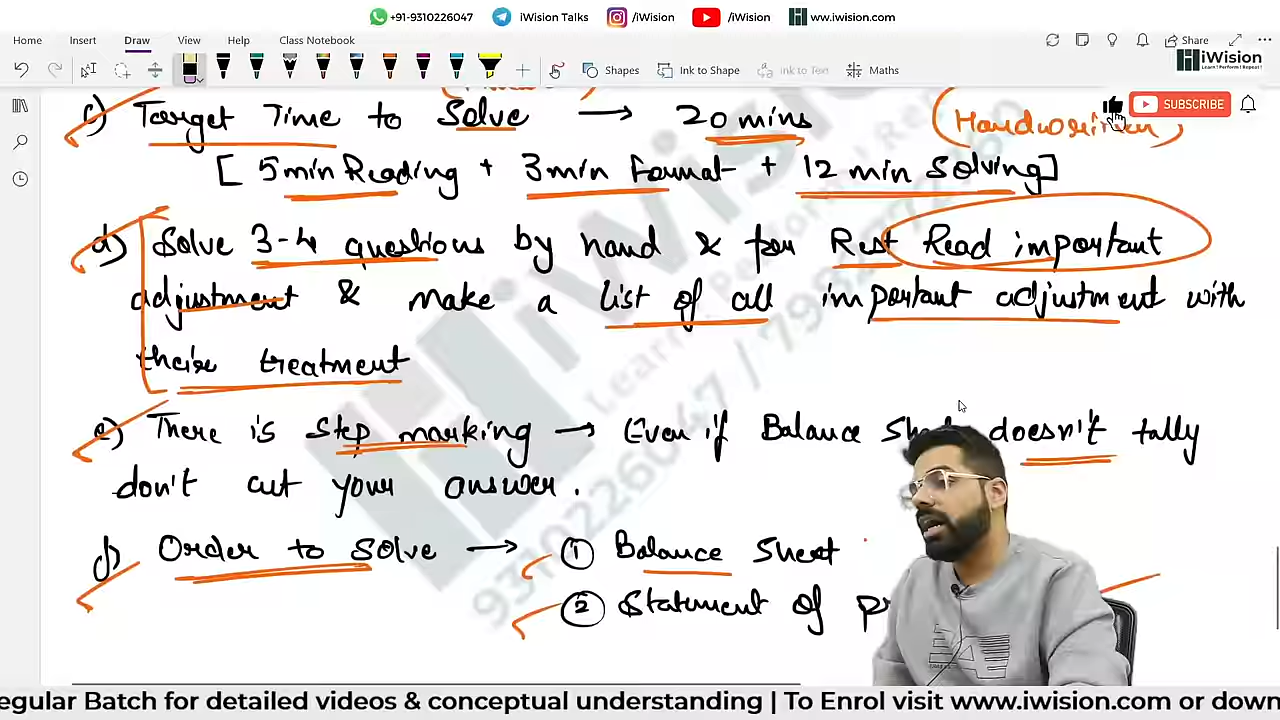 +91-9310226047 iWision Talks /iWision /iWision www.iwision.com
Home Insert Draw View Help Class Notebook Share
iWision
Learn! Perform! Repeat!
Shapes Ink to Shape Ink to Text Maths
SUBSCRIBE
c) Target Time to Solve → 20 mins
[ 5min Reading + 3min Format + 12 min Solving]
d) Solve 3-4 questions by hand & for Rest Read important
adjustment & make a list of all important adjustment with
their treatment
e) There is step marking → Even if Balance doesn't tally
don't cut your answer.
f) Order to Solve → ① Balance Sheet
② Statement of
egular Batch for detailed videos & conceptual understanding | To Enrol visit www.iwision.com or down